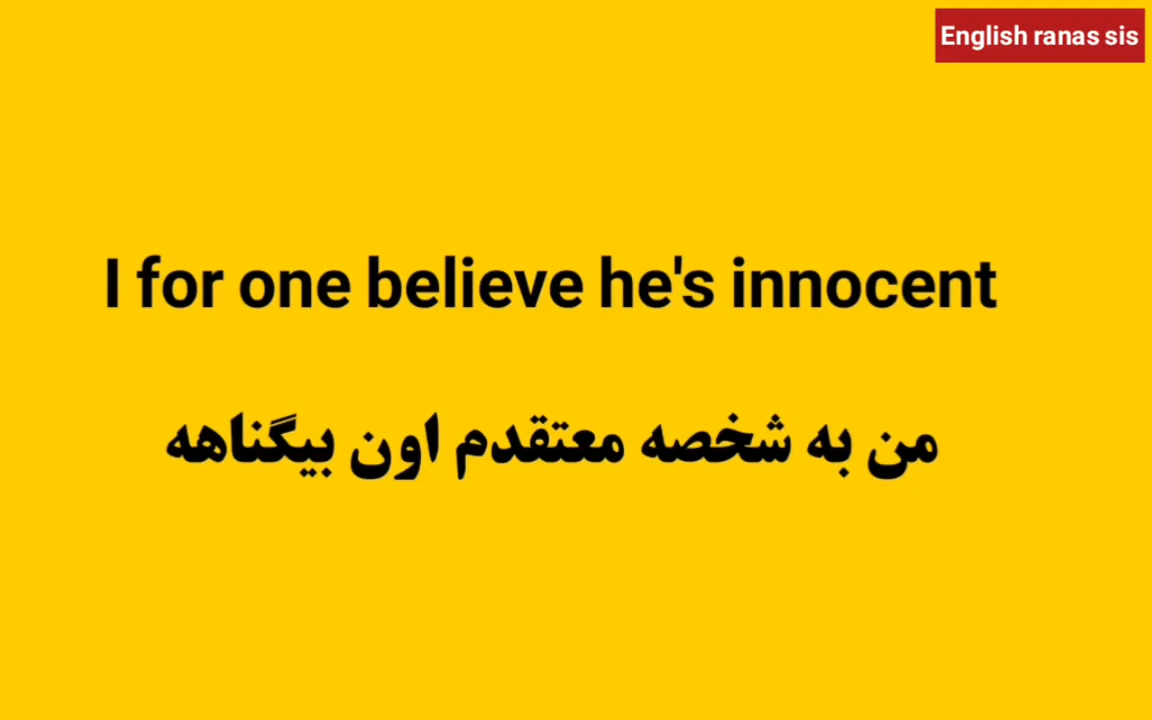 English ranas sis
I for one believe he's innocent
من به شخصه معتقدم اون بیگناهه